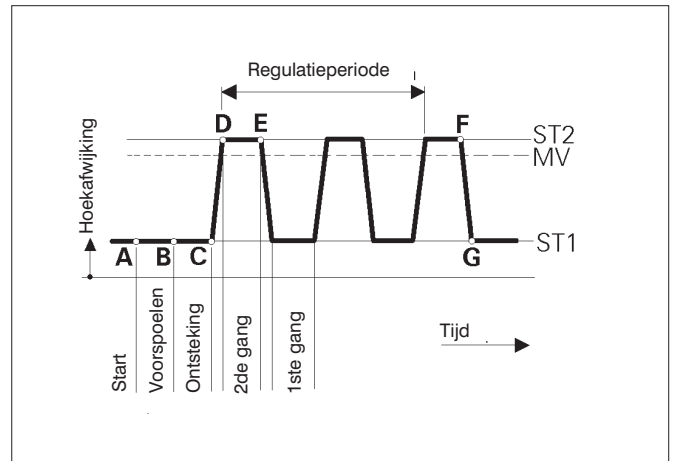 Regulatieperiode
Hoekafwijking
D E F
ST2
MV
A B C G
ST1
Start
Voorspoelen
Ontsteking
2de gang
1ste gang
Tijd